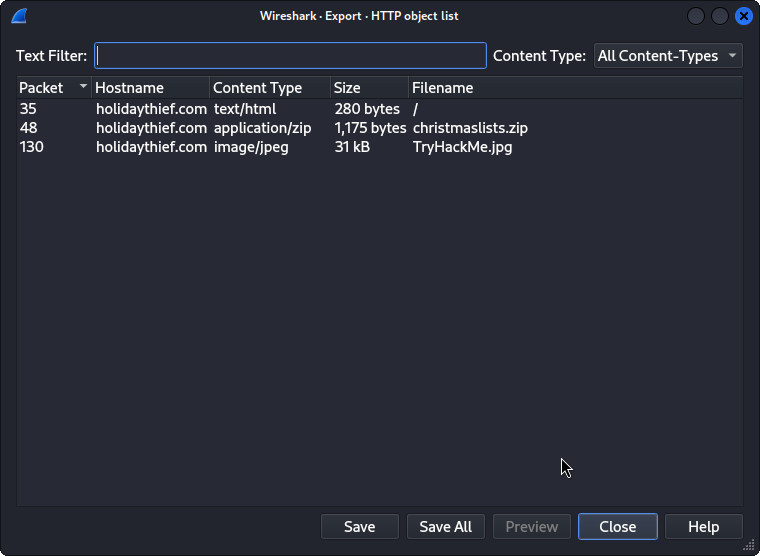 Wireshark · Export · HTTP object list
Text Filter: Content Type: All Content-Types
Packet Hostname Content Type Size Filename
35 holidaythief.com text/html 280 bytes /
48 holidaythief.com application/zip 1,175 bytes christmaslists.zip
130 holidaythief.com image/jpeg 31 kB TryHackMe.jpg
Save Save All Preview Close Help